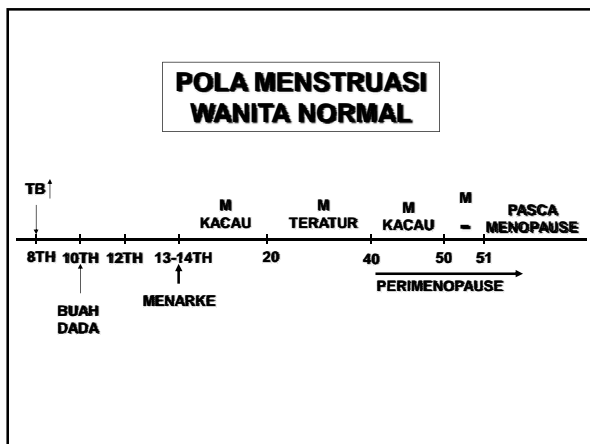 POLA MENSTRUASI
WANITA NORMAL
TB
M
KACAU
M
TERATUR
M
KACAU
M
-
PASCA
MENOPAUSE
8TH
10TH
12TH
13-14TH
20
40
50
51
BUAH
DADA
MENARKE
PERIMENOPAUSE